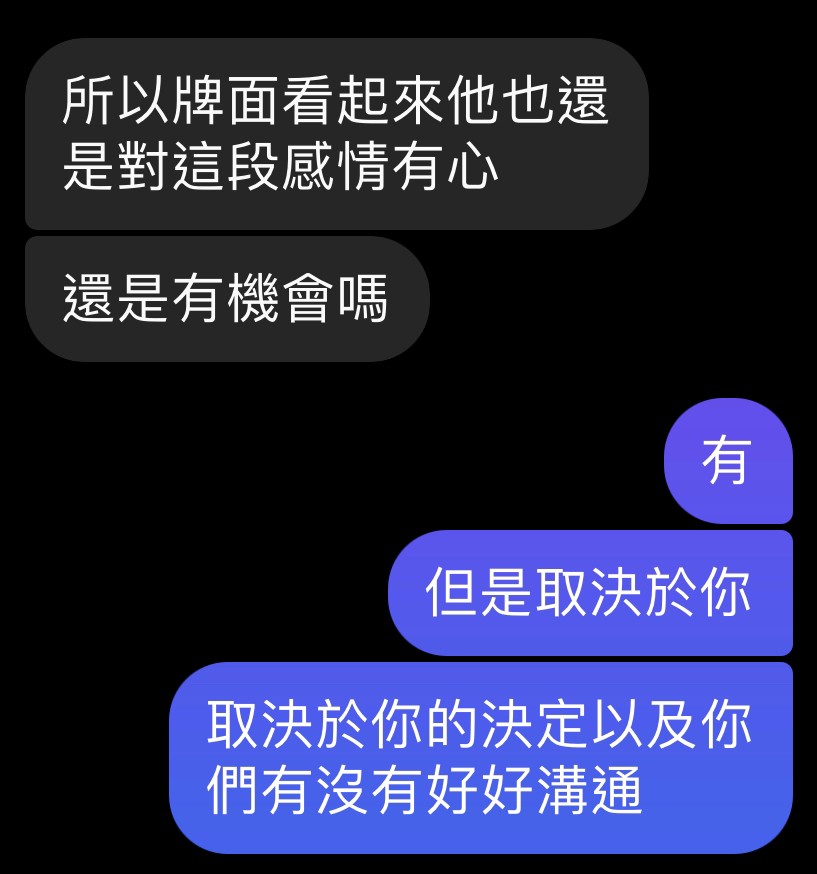 所以牌面看起來他也還
是對這段感情有心
還是有機會嗎
有
但是取決於你
取決於你的決定以及你
們有沒有好好溝通